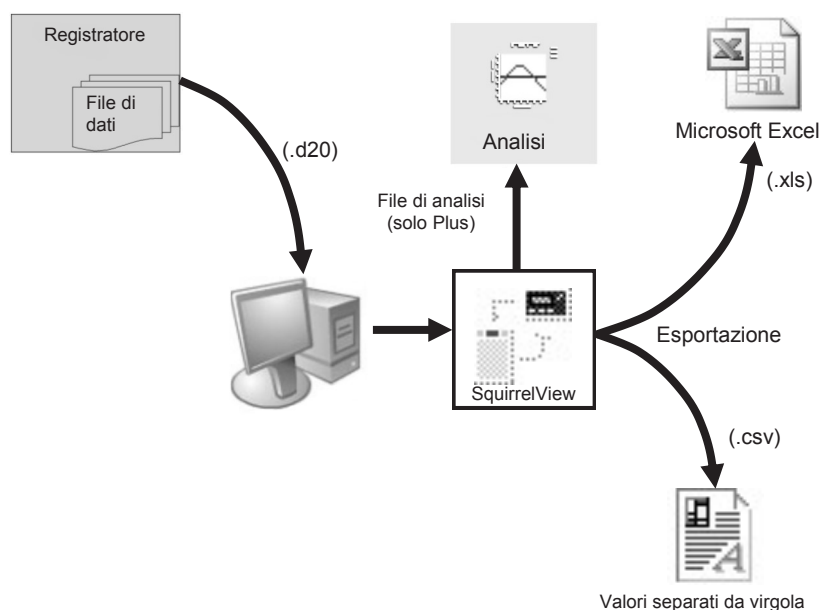 Registratore
File di
dati
(.d20)
Analisi
File di analisi
(solo Plus)
Microsoft Excel
(.xls)
SquirrelView
Esportazione
(.csv)
Valori separati da virgola